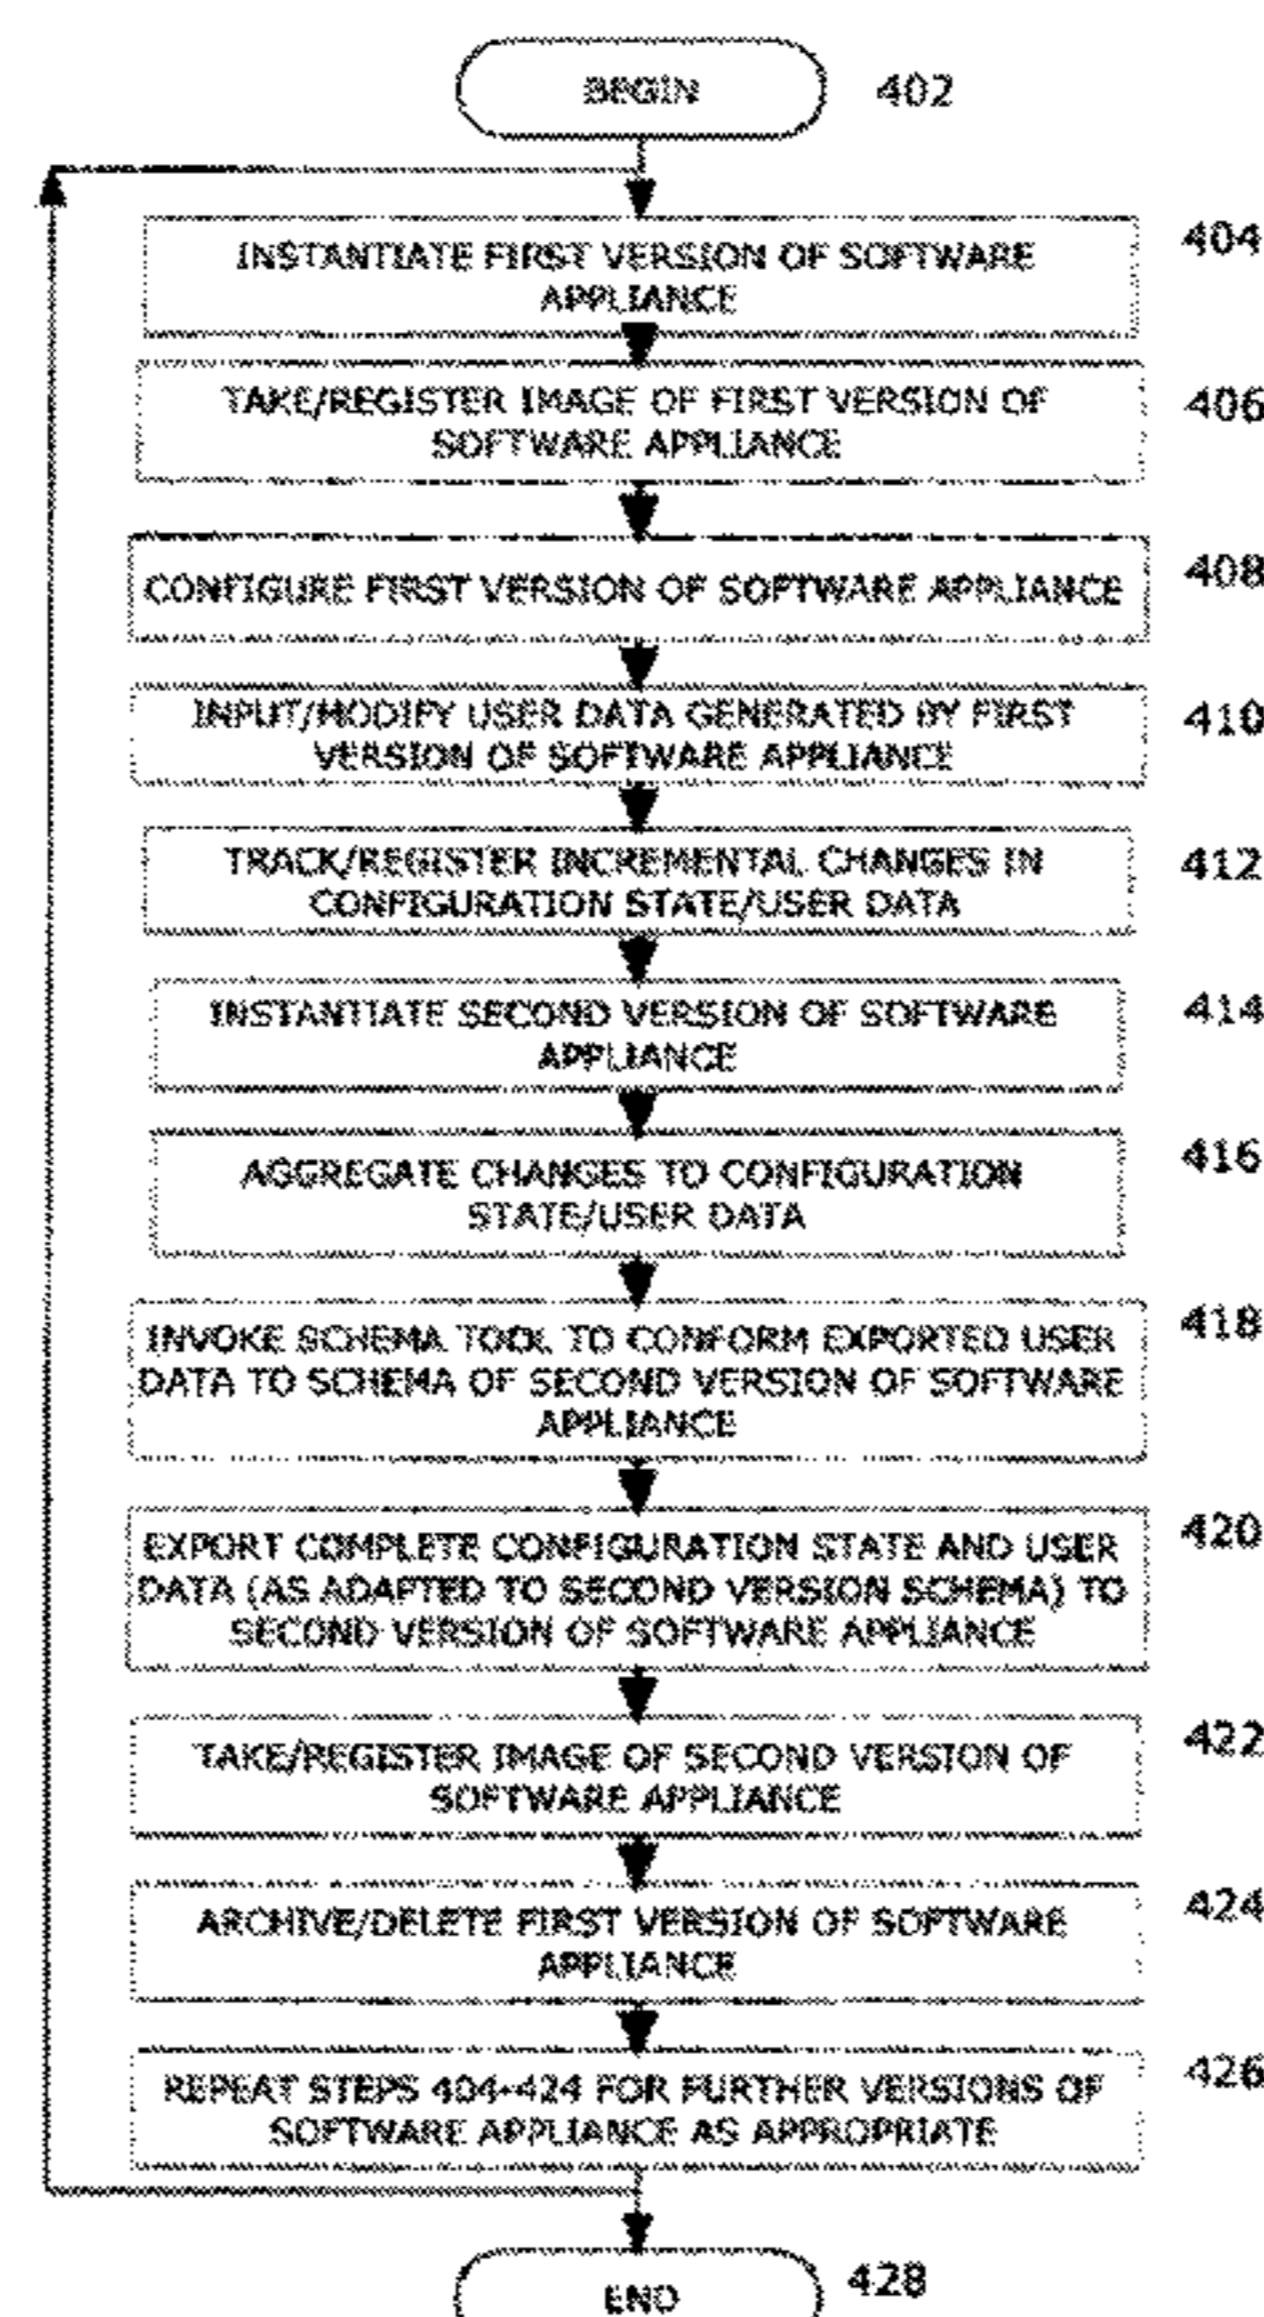 BEGIN 402
INSTANTIATE FIRST VERSION OF SOFTWARE
APPLIANCE
404
TAKE/REGISTER IMAGE OF FIRST VERSION OF
SOFTWARE APPLIANCE
406
CONFIGURE FIRST VERSION OF SOFTWARE APPLIANCE
408
INPUT/MODIFY USER DATA GENERATED BY FIRST
VERSION OF SOFTWARE APPLIANCE
410
TRACK/REGISTER INCREMENTAL CHANGES IN
CONFIGURATION STATE/USER DATA
412
INSTANTIATE SECOND VERSION OF SOFTWARE
APPLIANCE
414
AGGREGATE CHANGES TO CONFIGURATION
STATE/USER DATA
416
INVOKE SCHEMA TOOL TO CONFORM EXPORTED USER
DATA TO SCHEMA OF SECOND VERSION OF SOFTWARE
APPLIANCE
418
EXPORT COMPLETE CONFIGURATION STATE AND USER
DATA (AS ADAPTED TO SECOND VERSION SCHEMA) TO
SECOND VERSION OF SOFTWARE APPLIANCE
420
TAKE/REGISTER IMAGE OF SECOND VERSION OF
SOFTWARE APPLIANCE
422
ARCHIVE/DELETE FIRST VERSION OF SOFTWARE
APPLIANCE
424
REPEAT STEPS 404-424 FOR FURTHER VERSIONS OF
SOFTWARE APPLIANCE AS APPROPRIATE
426
END 428